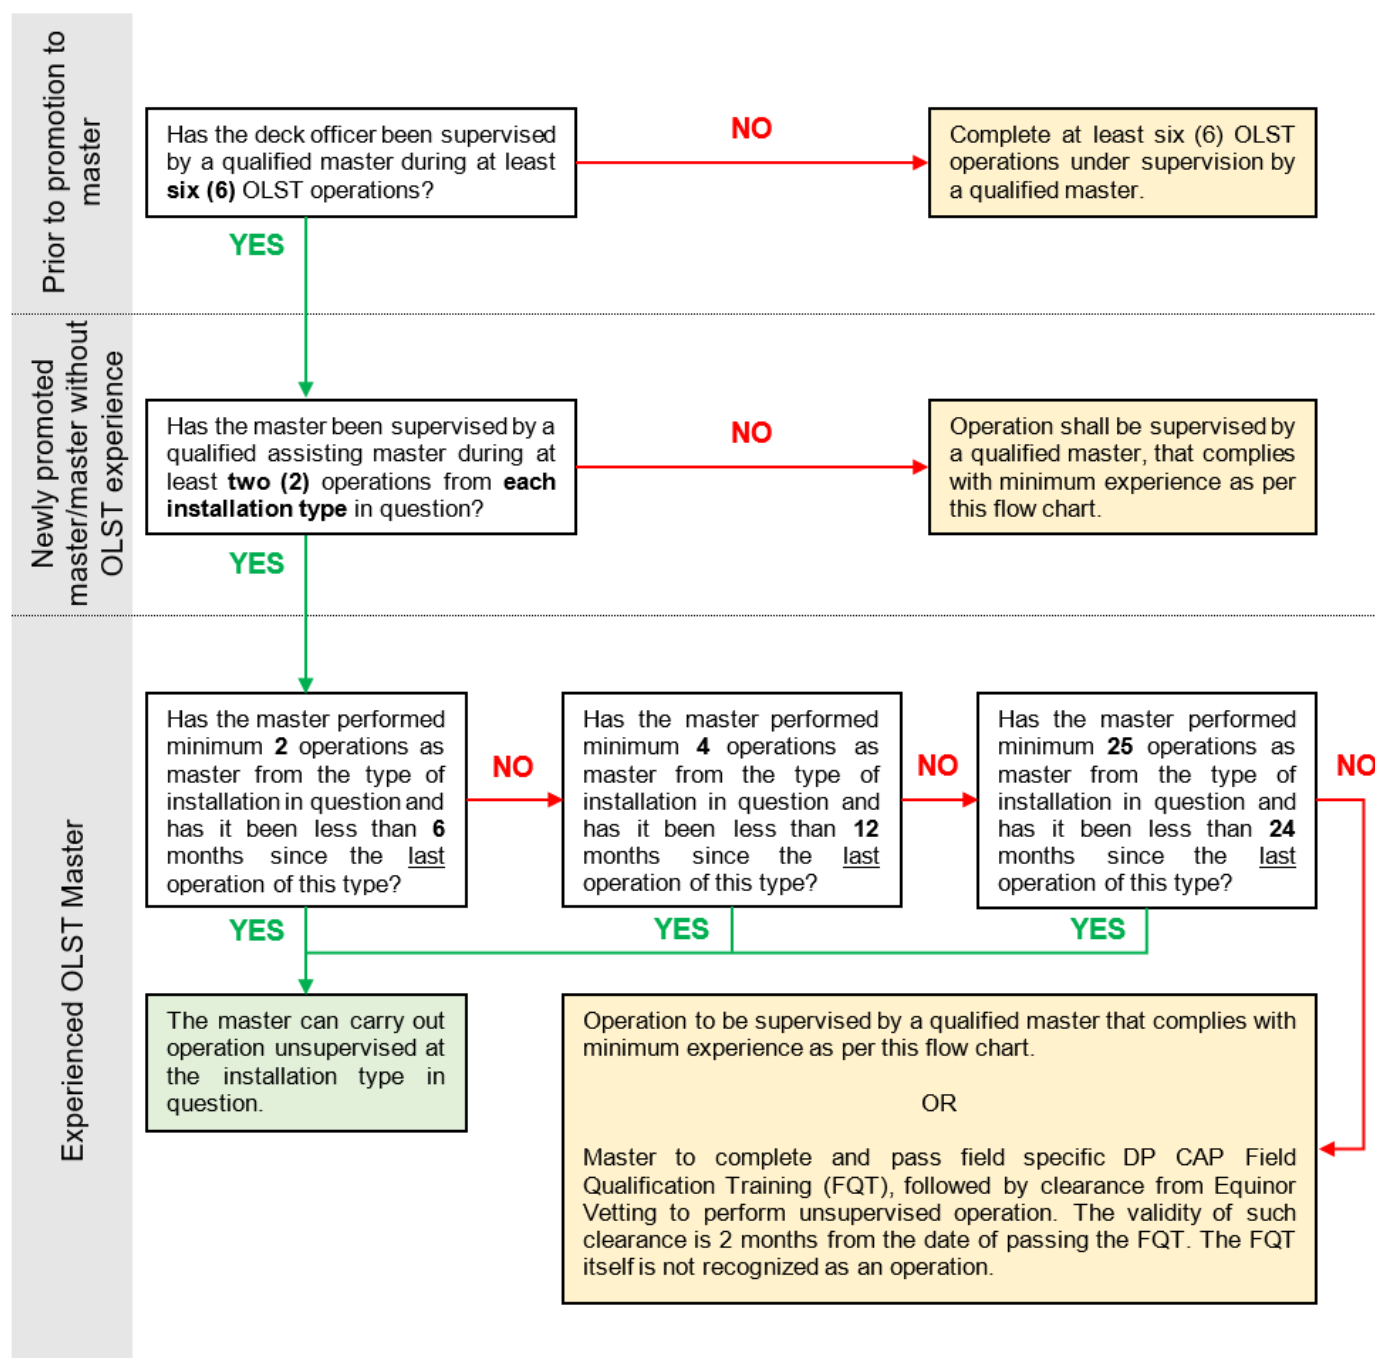 Prior to promotion to
master
Has the deck officer been supervised
by a qualified master during at least
six (6) OLST operations?
NO
Complete at least six (6) OLST
operations under supervision by
a qualified master.
YES
Newly promoted
master/master without
OLST experience
Has the master been supervised by a
qualified assisting master during at
least two (2) operations from each
installation type in question?
NO
Operation shall be supervised by
a qualified master, that complies
with minimum experience as per
this flow chart.
YES
Experienced OLST Master
Has the master performed
minimum 2 operations as
master from the type of
installation in question and
has it been less than 6
months since the last
operation of this type?
NO
Has the master performed
minimum 4 operations as
master from the type of
installation in question and
has it been less than 12
months since the last
operation of this type?
NO
Has the master performed
minimum 25 operations as
master from the type of
installation in question and
has it been less than 24
months since the last
operation of this type?
NO
YES
YES
YES
The master can carry out
operation unsupervised at
the installation type in
question.
Operation to be supervised by a qualified master that complies with
minimum experience as per this flow chart.
OR
Master to complete and pass field specific DP CAP Field
Qualification Training (FQT), followed by clearance from Equinor
Vetting to perform unsupervised operation. The validity of such
clearance is 2 months from the date of passing the FQT. The FQT
itself is not recognized as an operation.